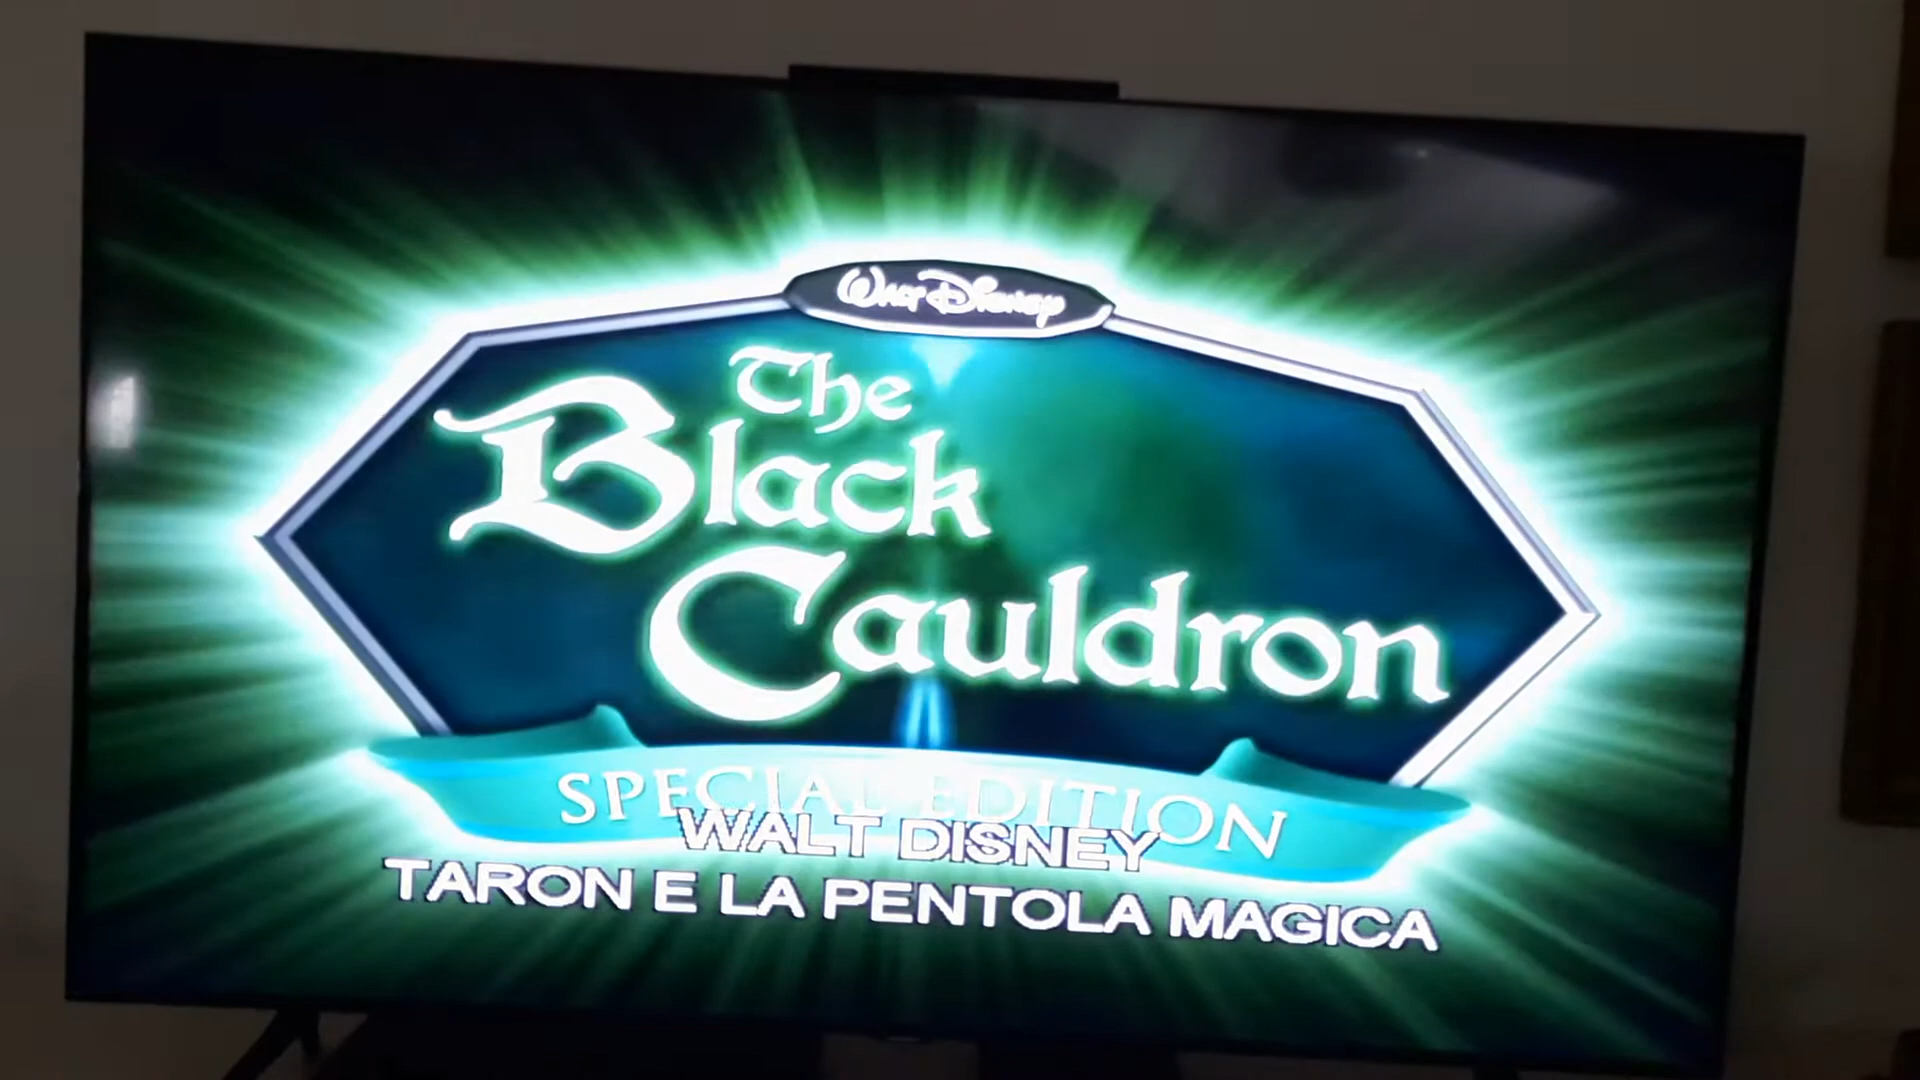 Walt Disney
The
Black
Cauldron
SPECIAL EDITION
WALT DISNEY
TARON E LA PENTOLA MAGICA